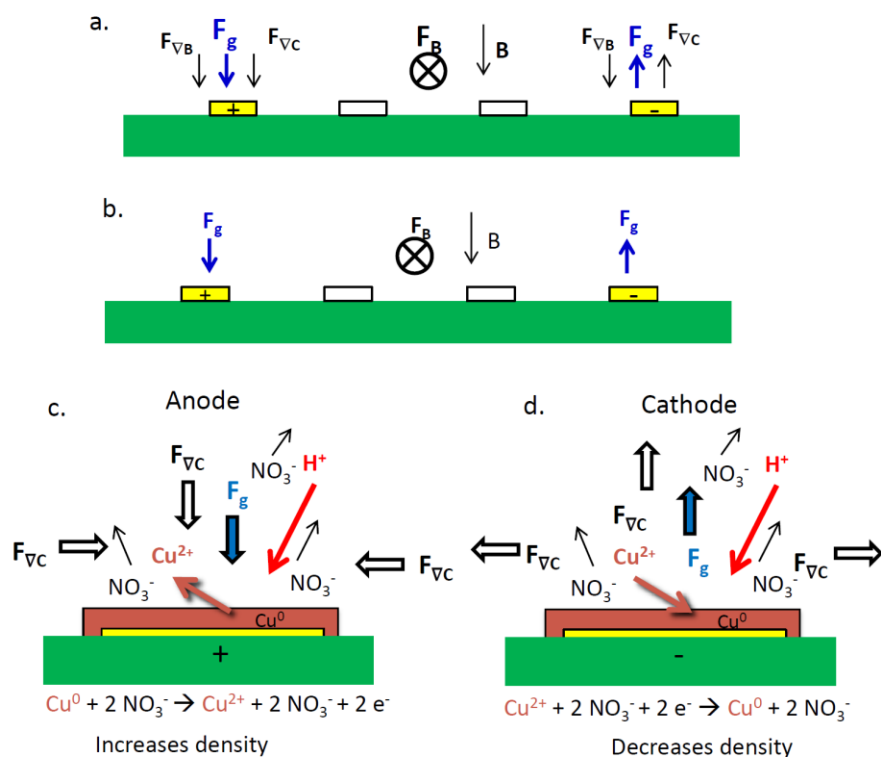 a.
F∇B
Fg
F∇C
FB
B
F∇B
Fg
F∇C
+
-
b.
Fg
FB
B
Fg
+
-
c.
Anode
F∇C
NO3-
H+
Fg
F∇C
Cu2+
F∇C
NO3-
NO3-
Cu0
+
Cu0 + 2 NO3- → Cu2+ + 2 NO3- + 2 e-
Increases density
d.
Cathode
NO3-
H+
F∇C
F∇C
Cu2+
Fg
F∇C
NO3-
NO3-
Cu0
-
Cu2+ + 2 NO3- + 2 e- → Cu0 + 2 NO3-
Decreases density